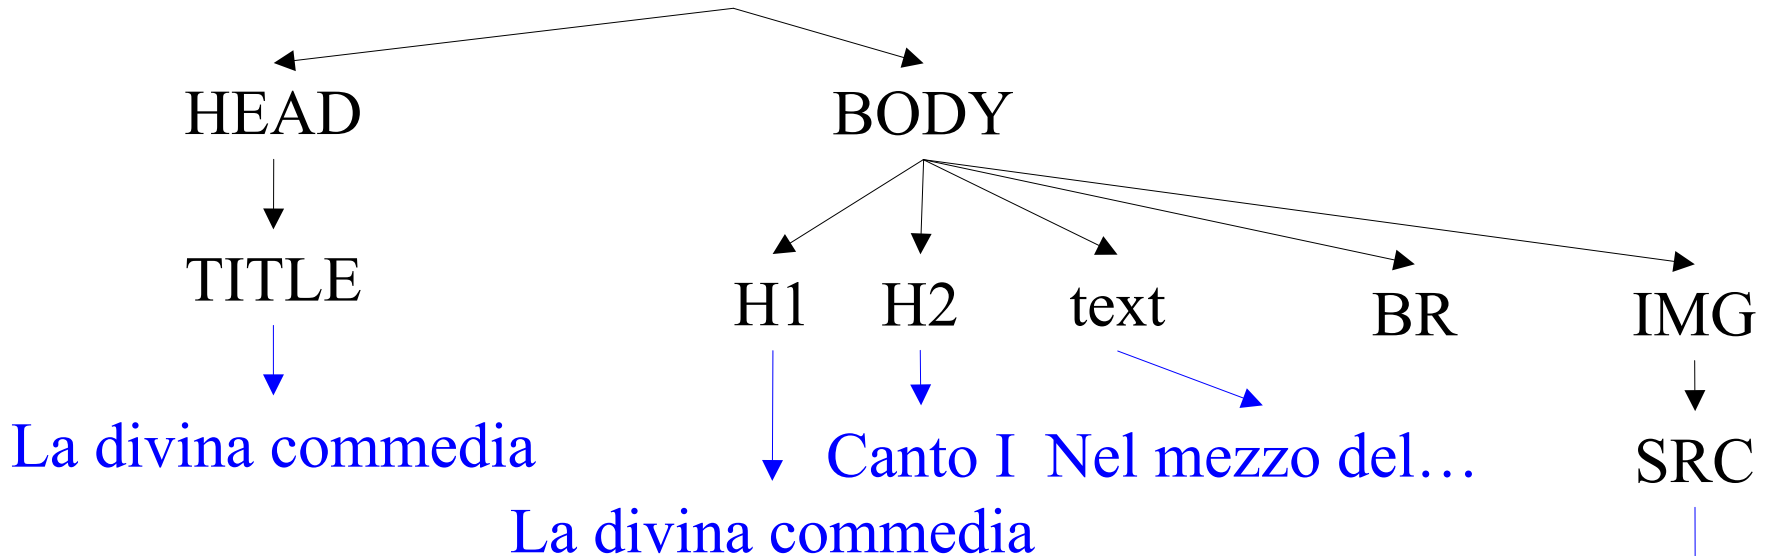 HEAD BODY
TITLE
H1 H2 text BR IMG
La divina commedia
Canto I Nel mezzo del…
SRC
La divina commedia